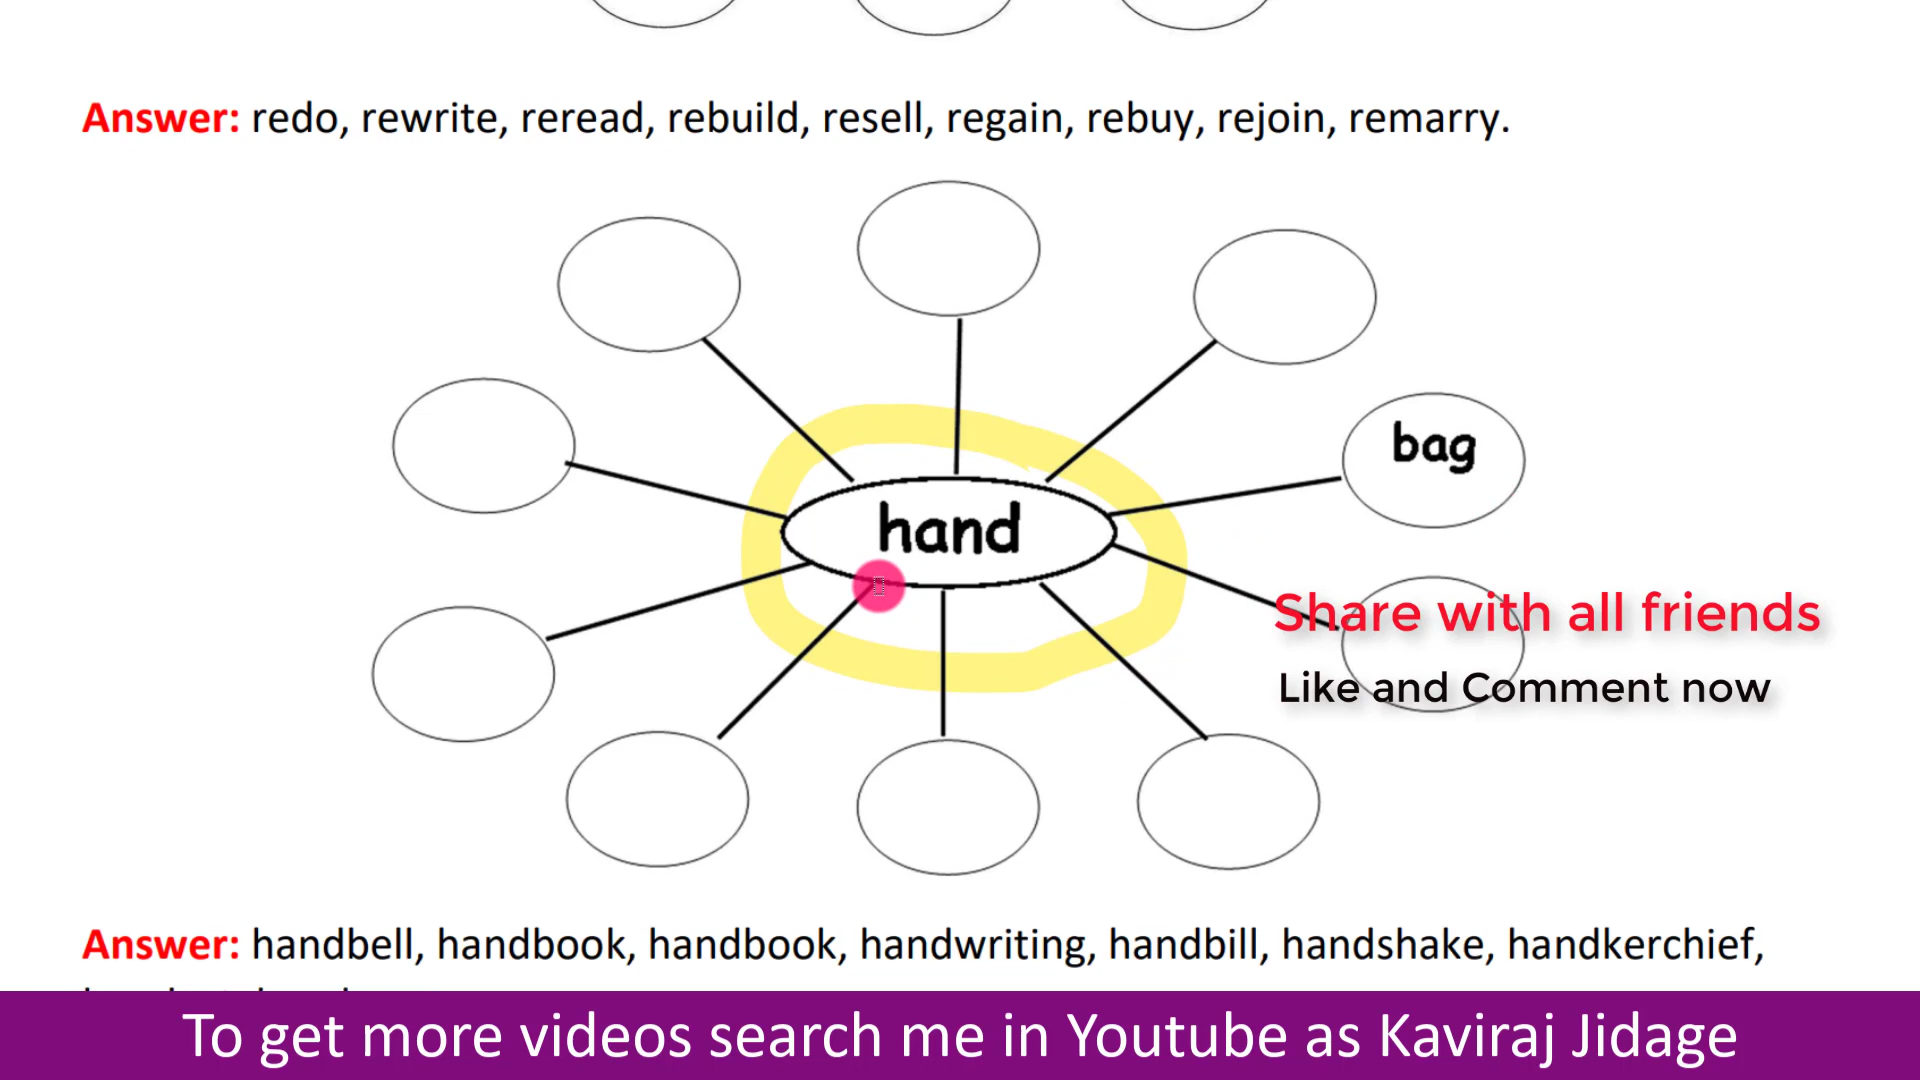 Answer: redo, rewrite, reread, rebuild, resell, regain, rebuy, rejoin, remarry.
bag
hand
Share with all friends
Like and Comment now
Answer: handbell, handbook, handbook, handwriting, handbill, handshake, handkerchief,
To get more videos search me in Youtube as Kaviraj Jidage